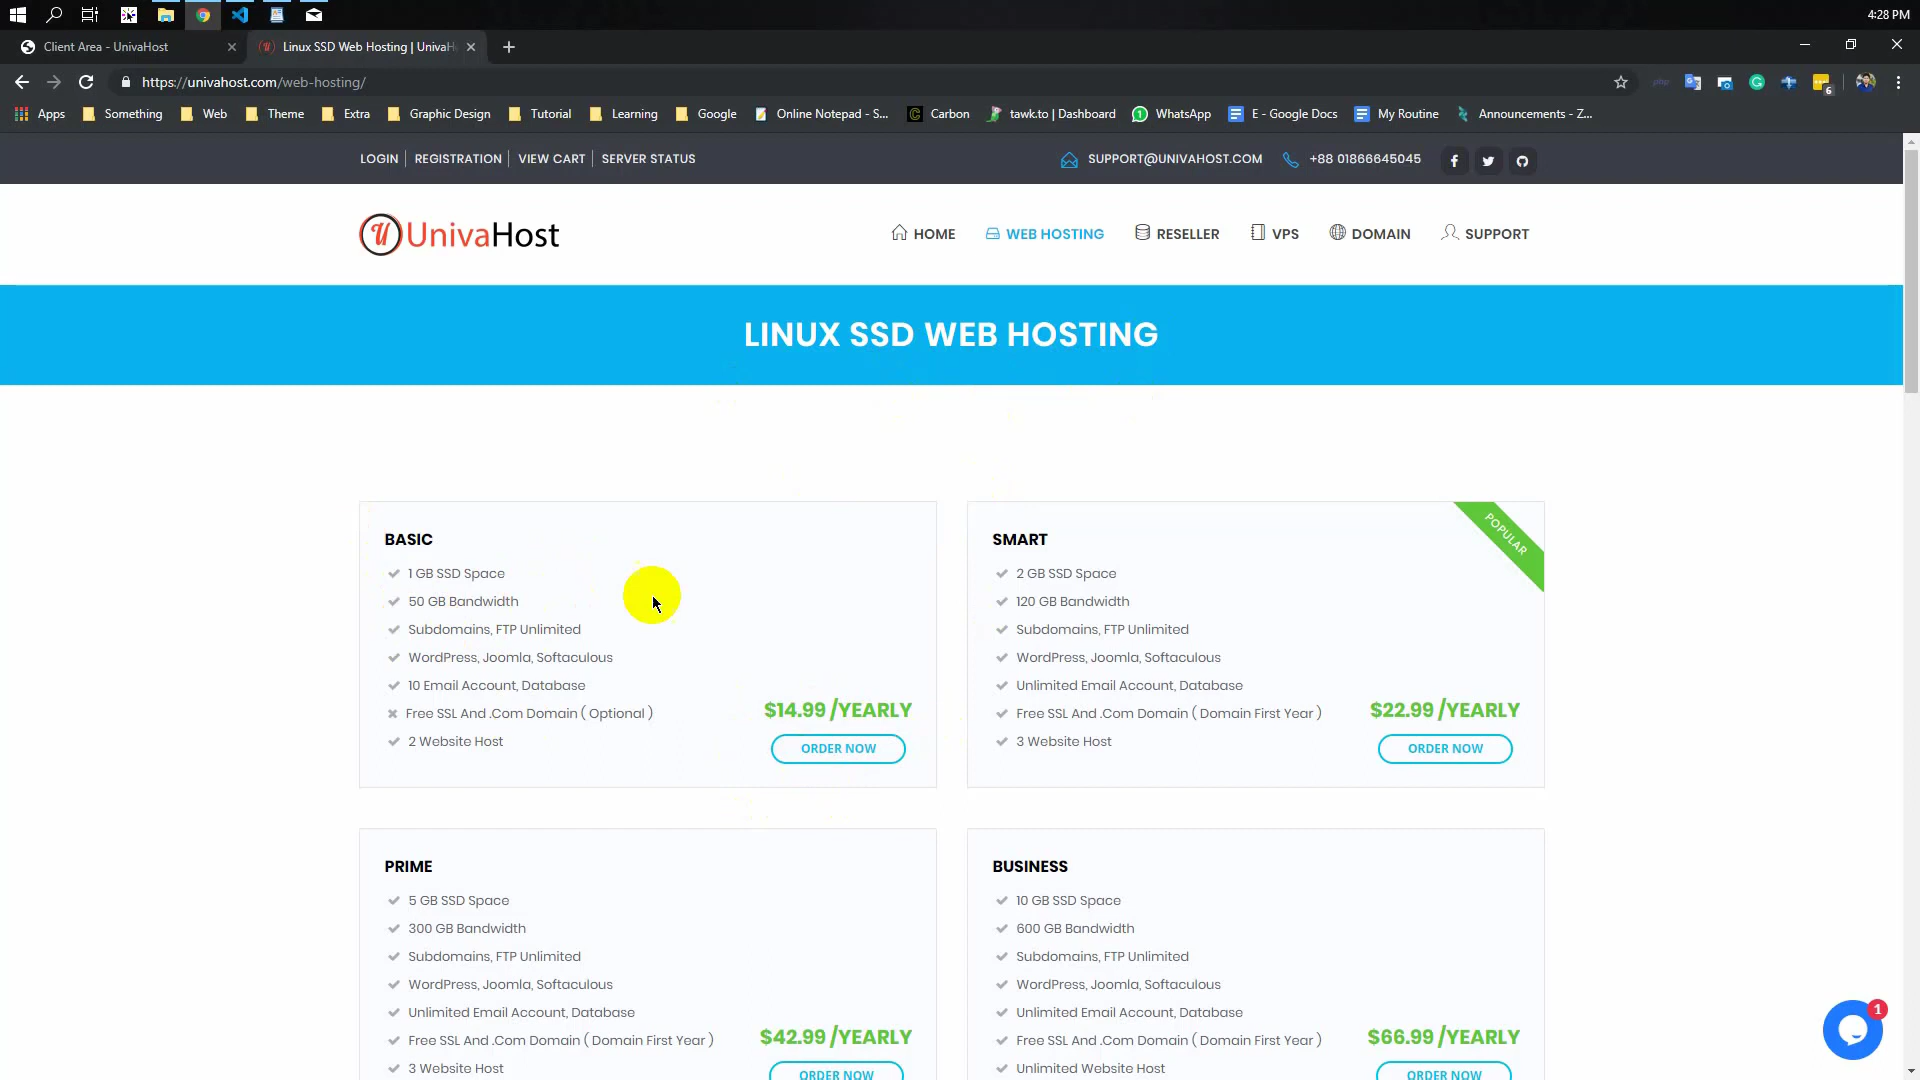 4:28 PM
Client Area - UnivaHost
Linux SSD Web Hosting | UnivaH
https://univahost.com/web-hosting/
6
Apps
Something
Web
Theme
Extra
Graphic Design
Tutorial
Learning
Google
Online Notepad - S...
Carbon
tawk.to | Dashboard
1
WhatsApp
E - Google Docs
My Routine
Announcements - Z...
LOGIN
REGISTRATION
VIEW CART
SERVER STATUS
SUPPORT@UNIVAHOST.COM
+88 01866645045
UnivaHost
HOME
WEB HOSTING
RESELLER
VPS
DOMAIN
SUPPORT
LINUX SSD WEB HOSTING
BASIC
1 GB SSD Space
50 GB Bandwidth
Subdomains, FTP Unlimited
WordPress, Joomla, Softaculous
10 Email Account, Database
Free SSL And .Com Domain ( Optional )
2 Website Host
$14.99 /YEARLY
ORDER NOW
SMART
POPULAR
2 GB SSD Space
120 GB Bandwidth
Subdomains, FTP Unlimited
WordPress, Joomla, Softaculous
Unlimited Email Account, Database
Free SSL And .Com Domain ( Domain First Year )
3 Website Host
$22.99 /YEARLY
ORDER NOW
PRIME
5 GB SSD Space
300 GB Bandwidth
Subdomains, FTP Unlimited
WordPress, Joomla, Softaculous
Unlimited Email Account, Database
Free SSL And .Com Domain ( Domain First Year )
3 Website Host
$42.99 /YEARLY
ORDER NOW
BUSINESS
10 GB SSD Space
600 GB Bandwidth
Subdomains, FTP Unlimited
WordPress, Joomla, Softaculous
Unlimited Email Account, Database
Free SSL And .Com Domain ( Domain First Year )
Unlimited Website Host
$66.99 /YEARLY
ORDER NOW
1